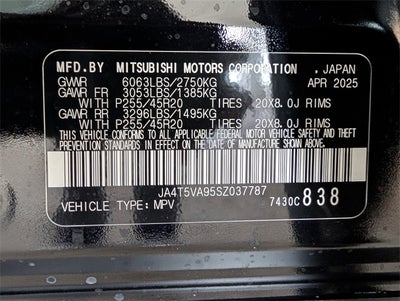 MFD.BY MITSUBISHI MOTORS CORPORATION , JAPAN
GVWR 6063LBS/2750KG APR 2025
GAWR FR 3053LBS/1385KG
WITH P255/45R20 TIRES 20X8.0J RIMS
GAWR RR 3296LBS/1495KG
WITH P255/45R20 TIRES 20X8.0J RIMS
THIS VEHICLE CONFORMS TO ALL APPLICABLE FEDERAL MOTOR VEHICLE
SAFETY STANDARDS IN EFFECT ON THE DATE OF MANUFACTURE SHOWN ABOVE.
JA4T5VA95SZ037787
VEHICLE TYPE: MPV 7430C 838